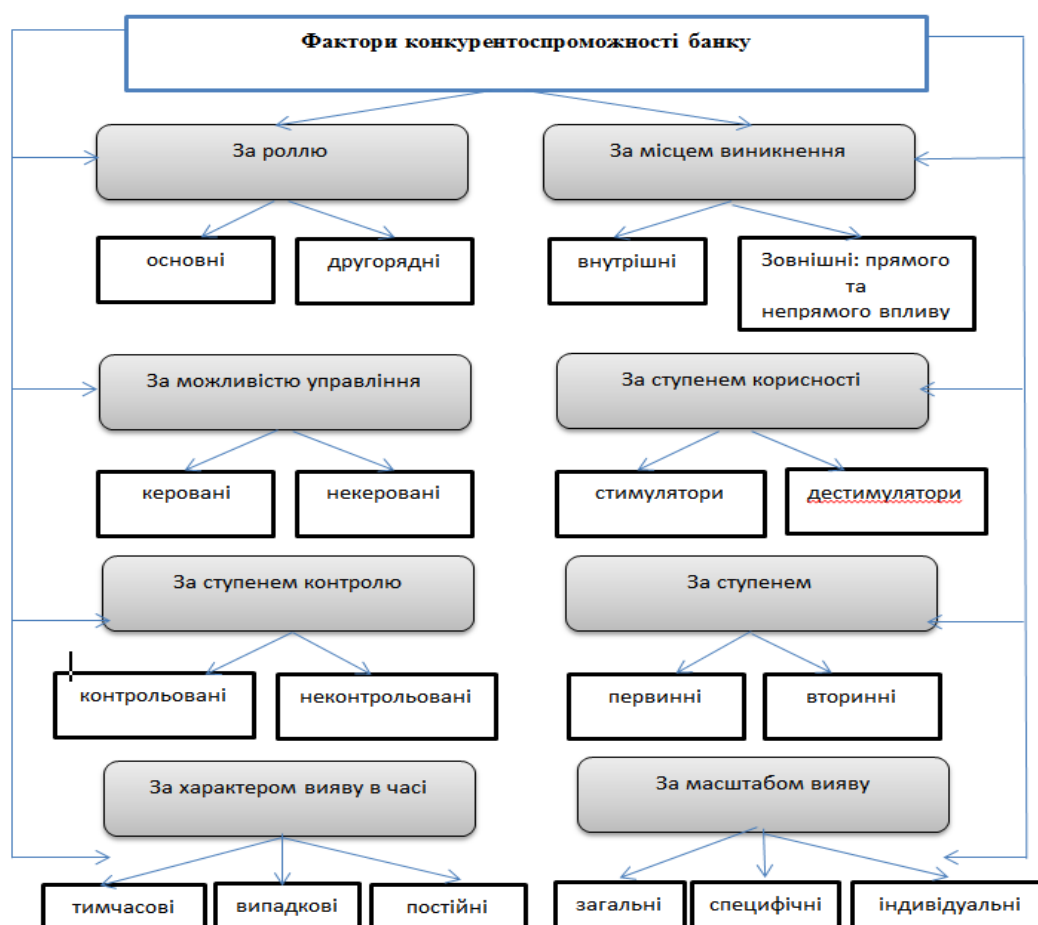 Фактори конкурентоспроможності банку
За роллю
За місцем виникнення
основні
другорядні
внутрішні
Зовнішні: прямого
та
непрямого впливу
За можливістю управління
За ступенем корисності
керовані
некеровані
стимулятори
дестимулятори
За ступенем контролю
За ступенем
контрольовані
неконтрольовані
первинні
вторинні
За характером вияву в часі
За масштабом вияву
тимчасові
випадкові
постійні
загальні
специфічні
індивідуальні